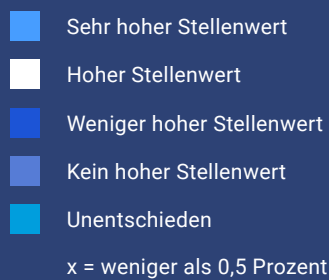 Sehr hoher Stellenwert
Hoher Stellenwert
Weniger hoher Stellenwert
Kein hoher Stellenwert
Unentschieden
x = weniger als 0,5 Prozent